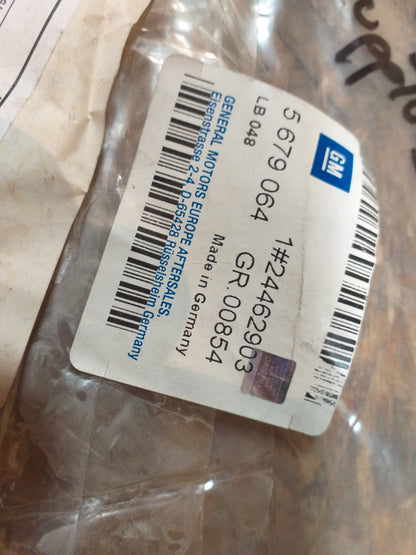 GM
5 679 064 1#24462903
LB 048 GR 00854
Made in Germany
GENERAL MOTORS EUROPE AFTERSALES.
Eisenstrasse 2-4, D-65428 Rüsselsheim Germany